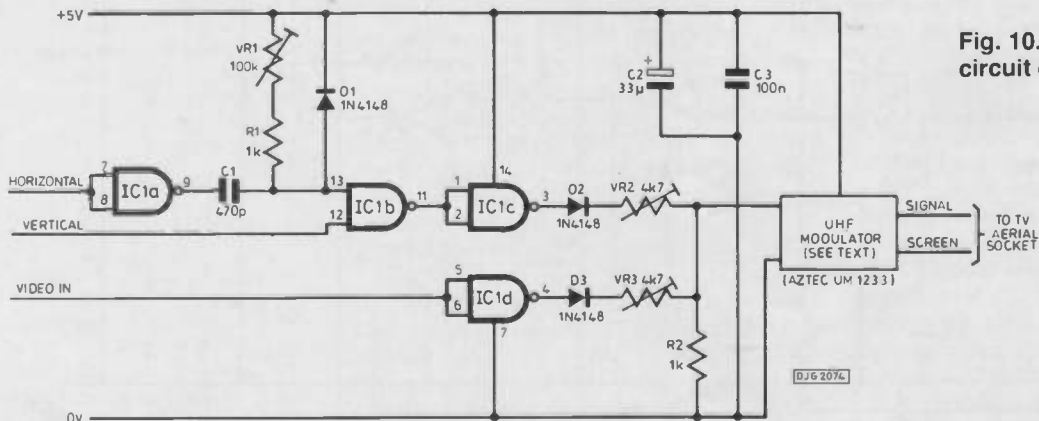 +5V
Fig. 10.
circuit
VR1
100k
R1
1k
O1
1N4148
C2
33µ
+
C3
100n
HORIZONTAL
7
8
IC1a
9
C1
470p
13
12
IC1b
11
14
1
2
IC1c
3
O2
1N4148
VR2 4k7
VERTICAL
VIDEO IN
5
6
IC1d
4
7
D3
1N4148
VR3 4k7
R2
1k
UHF
MODULATOR
(SEE TEXT)
(AZTEC UM 1233)
SIGNAL
SCREEN
TO TV
AERIAL
SOCKET
DJG 2074
0V